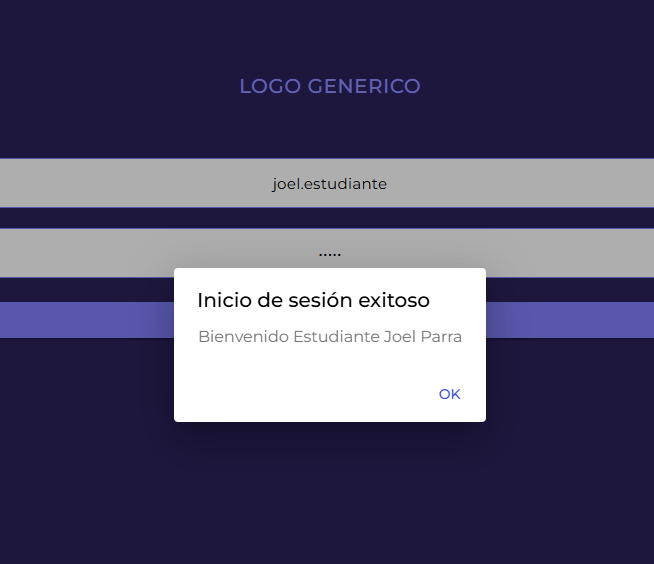 LOGO GENERICO
joel.estudiante
•••••
Inicio de sesión exitoso
Bienvenido Estudiante Joel Parra
OK